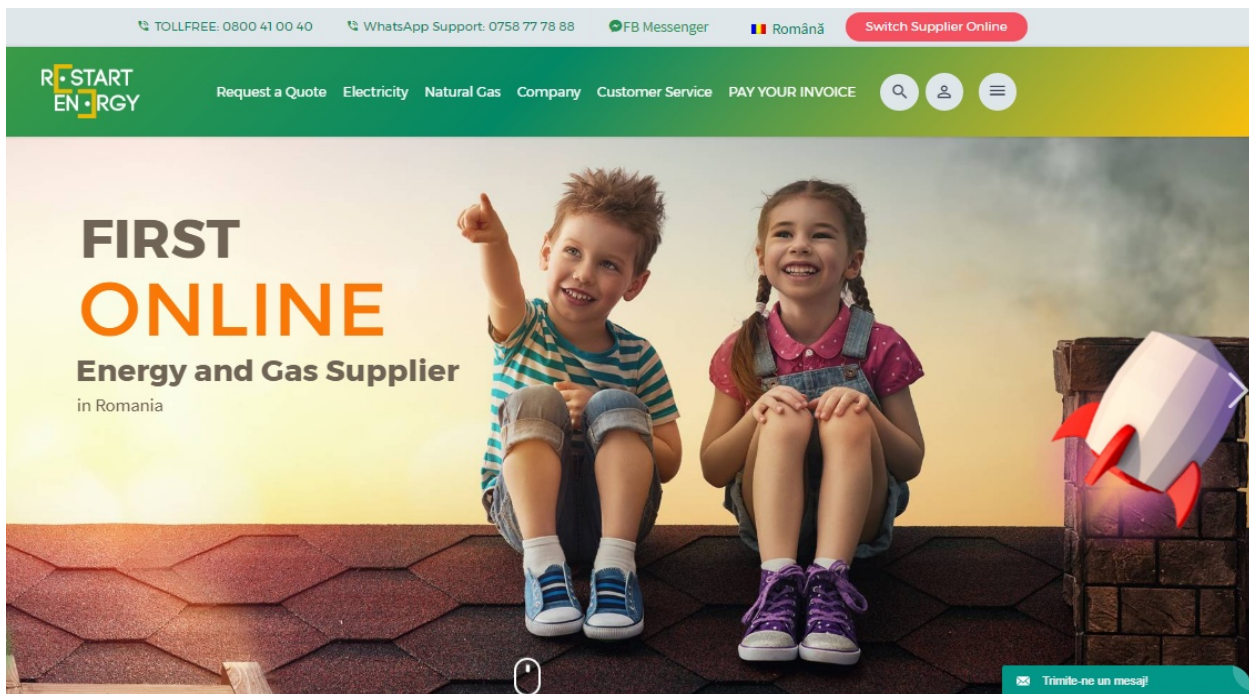 TOLLFREE: 0800 41 00 40 WhatsApp Support: 0758 77 78 88 FB Messenger Română Switch Supplier Online
RESTART
ENERGY
Request a Quote Electricity Natural Gas Company Customer Service PAY YOUR INVOICE
FIRST
ONLINE
Energy and Gas Supplier
in Romania
Trimite-ne un mesaj!